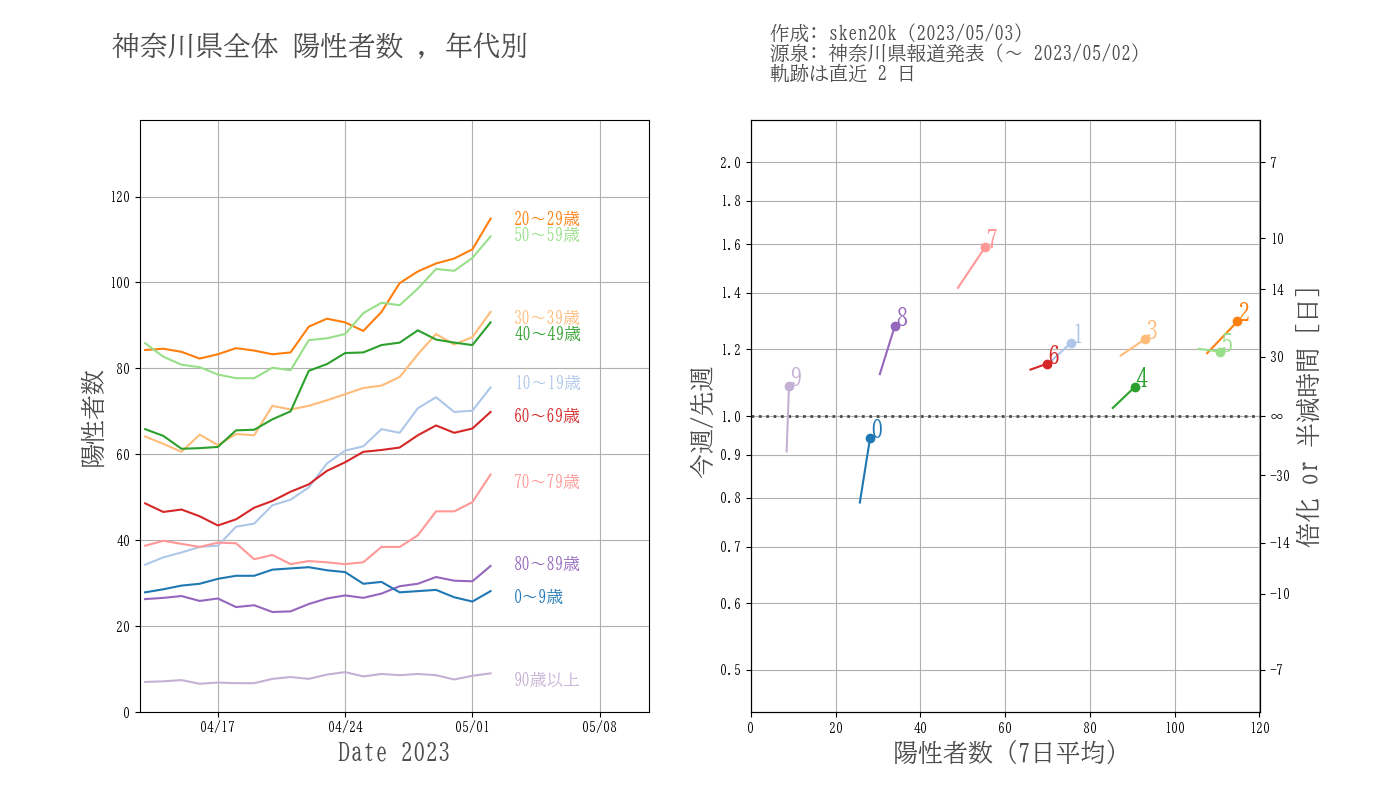 神奈川県全体 陽性者数 , 年代別
作成: sken20k (2023/05/03)
源泉: 神奈川県報道発表 (〜 2023/05/02)
軌跡は直近 2 日
陽性者数
120
100
80
60
40
20
0
20〜29歳
50〜59歳
30〜39歳
40〜49歳
10〜19歳
60〜69歳
70〜79歳
80〜89歳
0〜9歳
90歳以上
04/17
04/24
05/01
05/08
Date 2023
今週/先週
2.0
1.8
1.6
1.4
1.2
1.0
0.9
0.8
0.7
0.6
0.5
7
8
2
3
1
5
6
4
9
0
7
10
14
30
∞
-30
-14
-10
-7
倍化 or 半減時間 [日]
0
20
40
60
80
100
120
陽性者数 (7日平均)